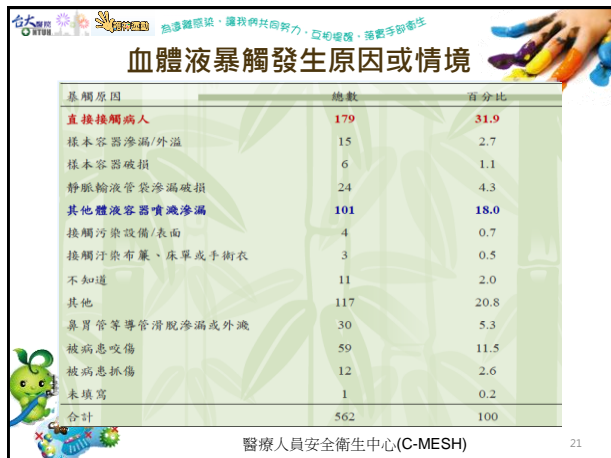 台大醫院 NTUH 洗手運動 為遠離感染，讓我們共同努力，互相提醒，落實手部衛生
血體液暴觸發生原因或情境
暴觸原因 總數 百分比
直接接觸病人 179 31.9
樣本容器滲漏/外溢 15 2.7
樣本容器破損 6 1.1
靜脈輸液管袋滲漏破損 24 4.3
其他體液容器噴濺滲漏 101 18.0
接觸污染設備/表面 4 0.7
接觸汙染布簾、床單或手術衣 3 0.5
不知道 11 2.0
其他 117 20.8
鼻胃管等導管滑脫滲漏或外濺 30 5.3
被病患咬傷 59 11.5
被病患抓傷 12 2.6
未填寫 1 0.2
合計 562 100
醫療人員安全衛生中心(C-MESH) 21